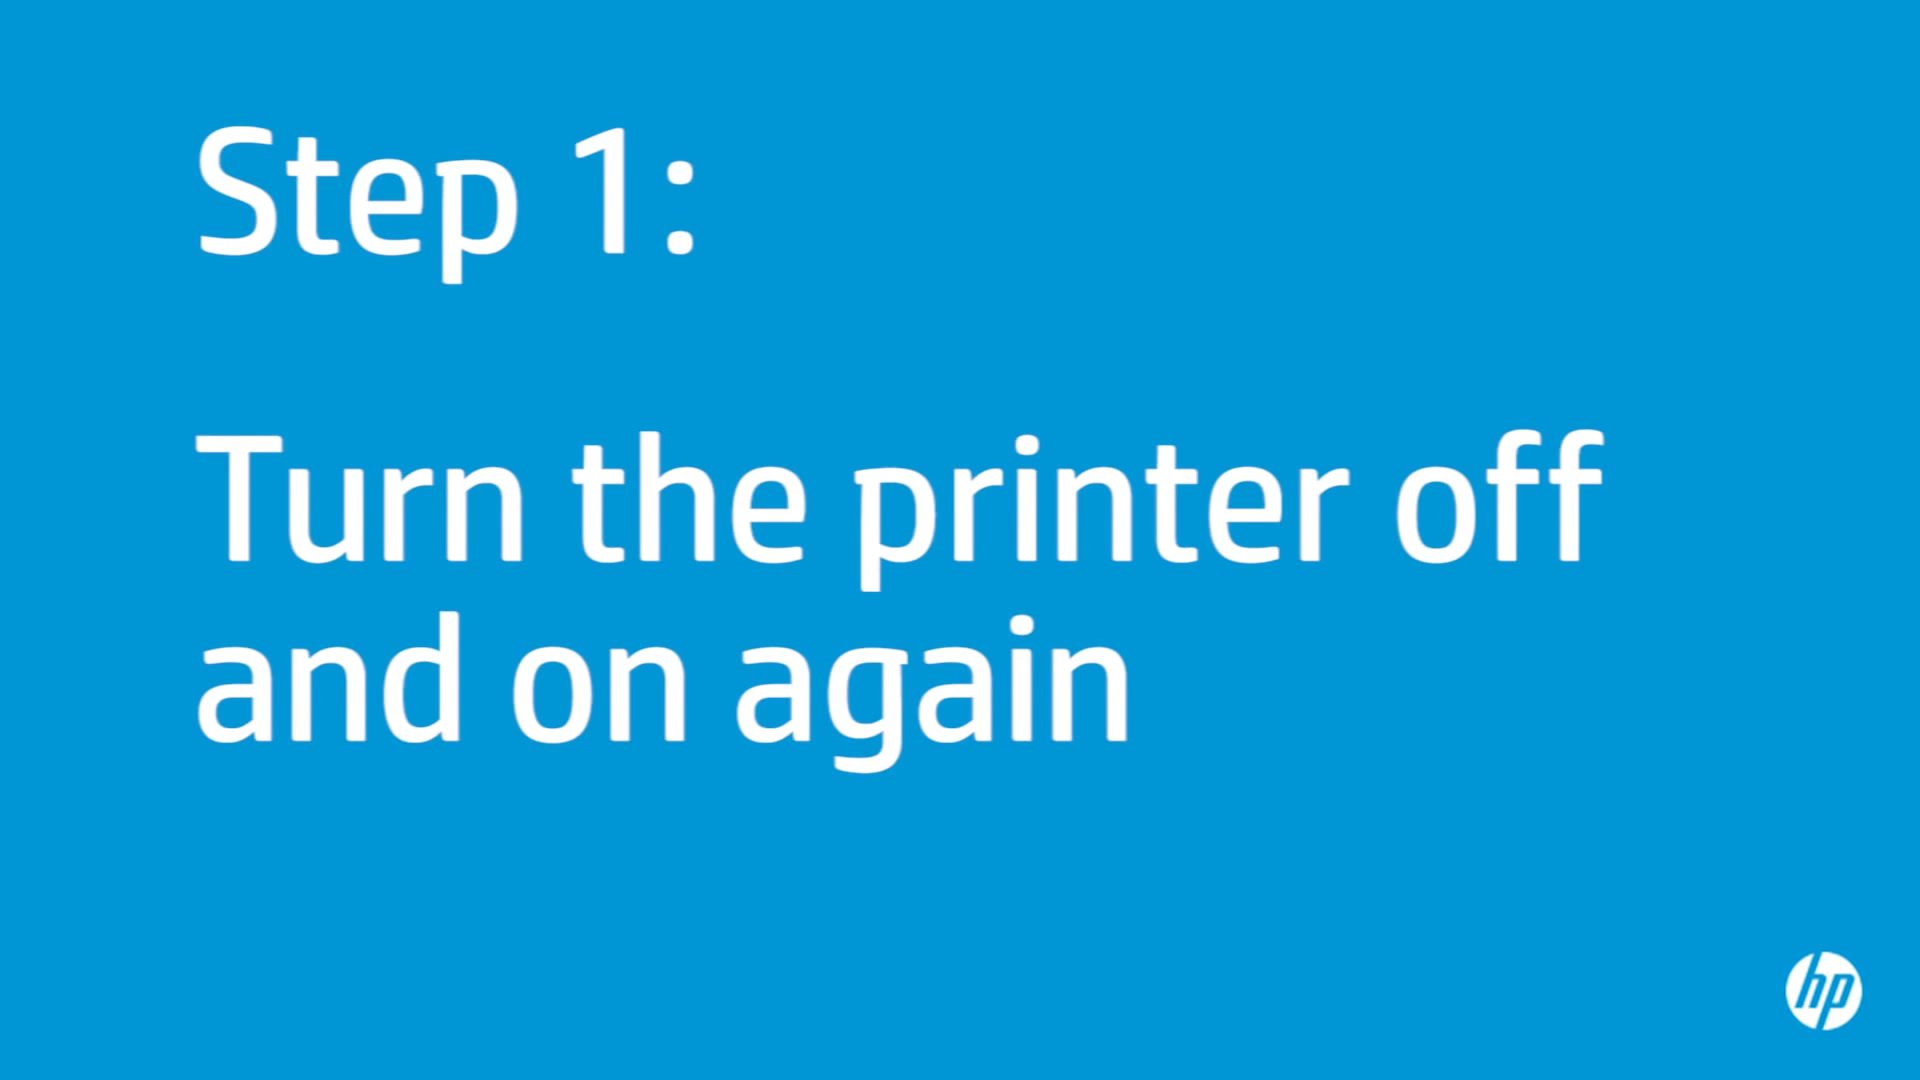 Step 1:
Turn the printer off
and on again
hp